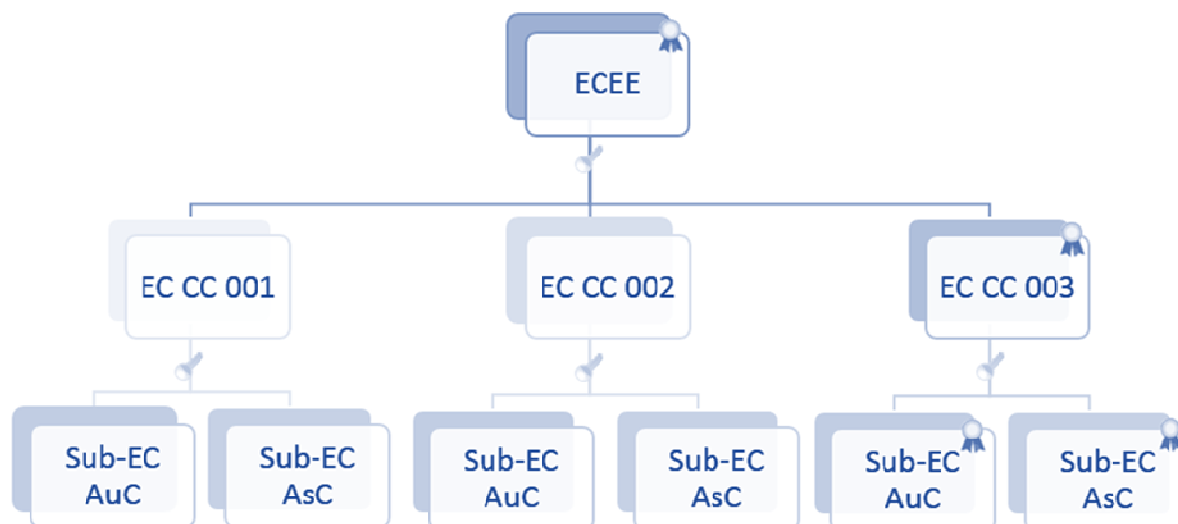 ECEE
EC CC 001
EC CC 002
EC CC 003
Sub-EC
AuC
Sub-EC
AsC
Sub-EC
AuC
Sub-EC
AsC
Sub-EC
AuC
Sub-EC
AsC